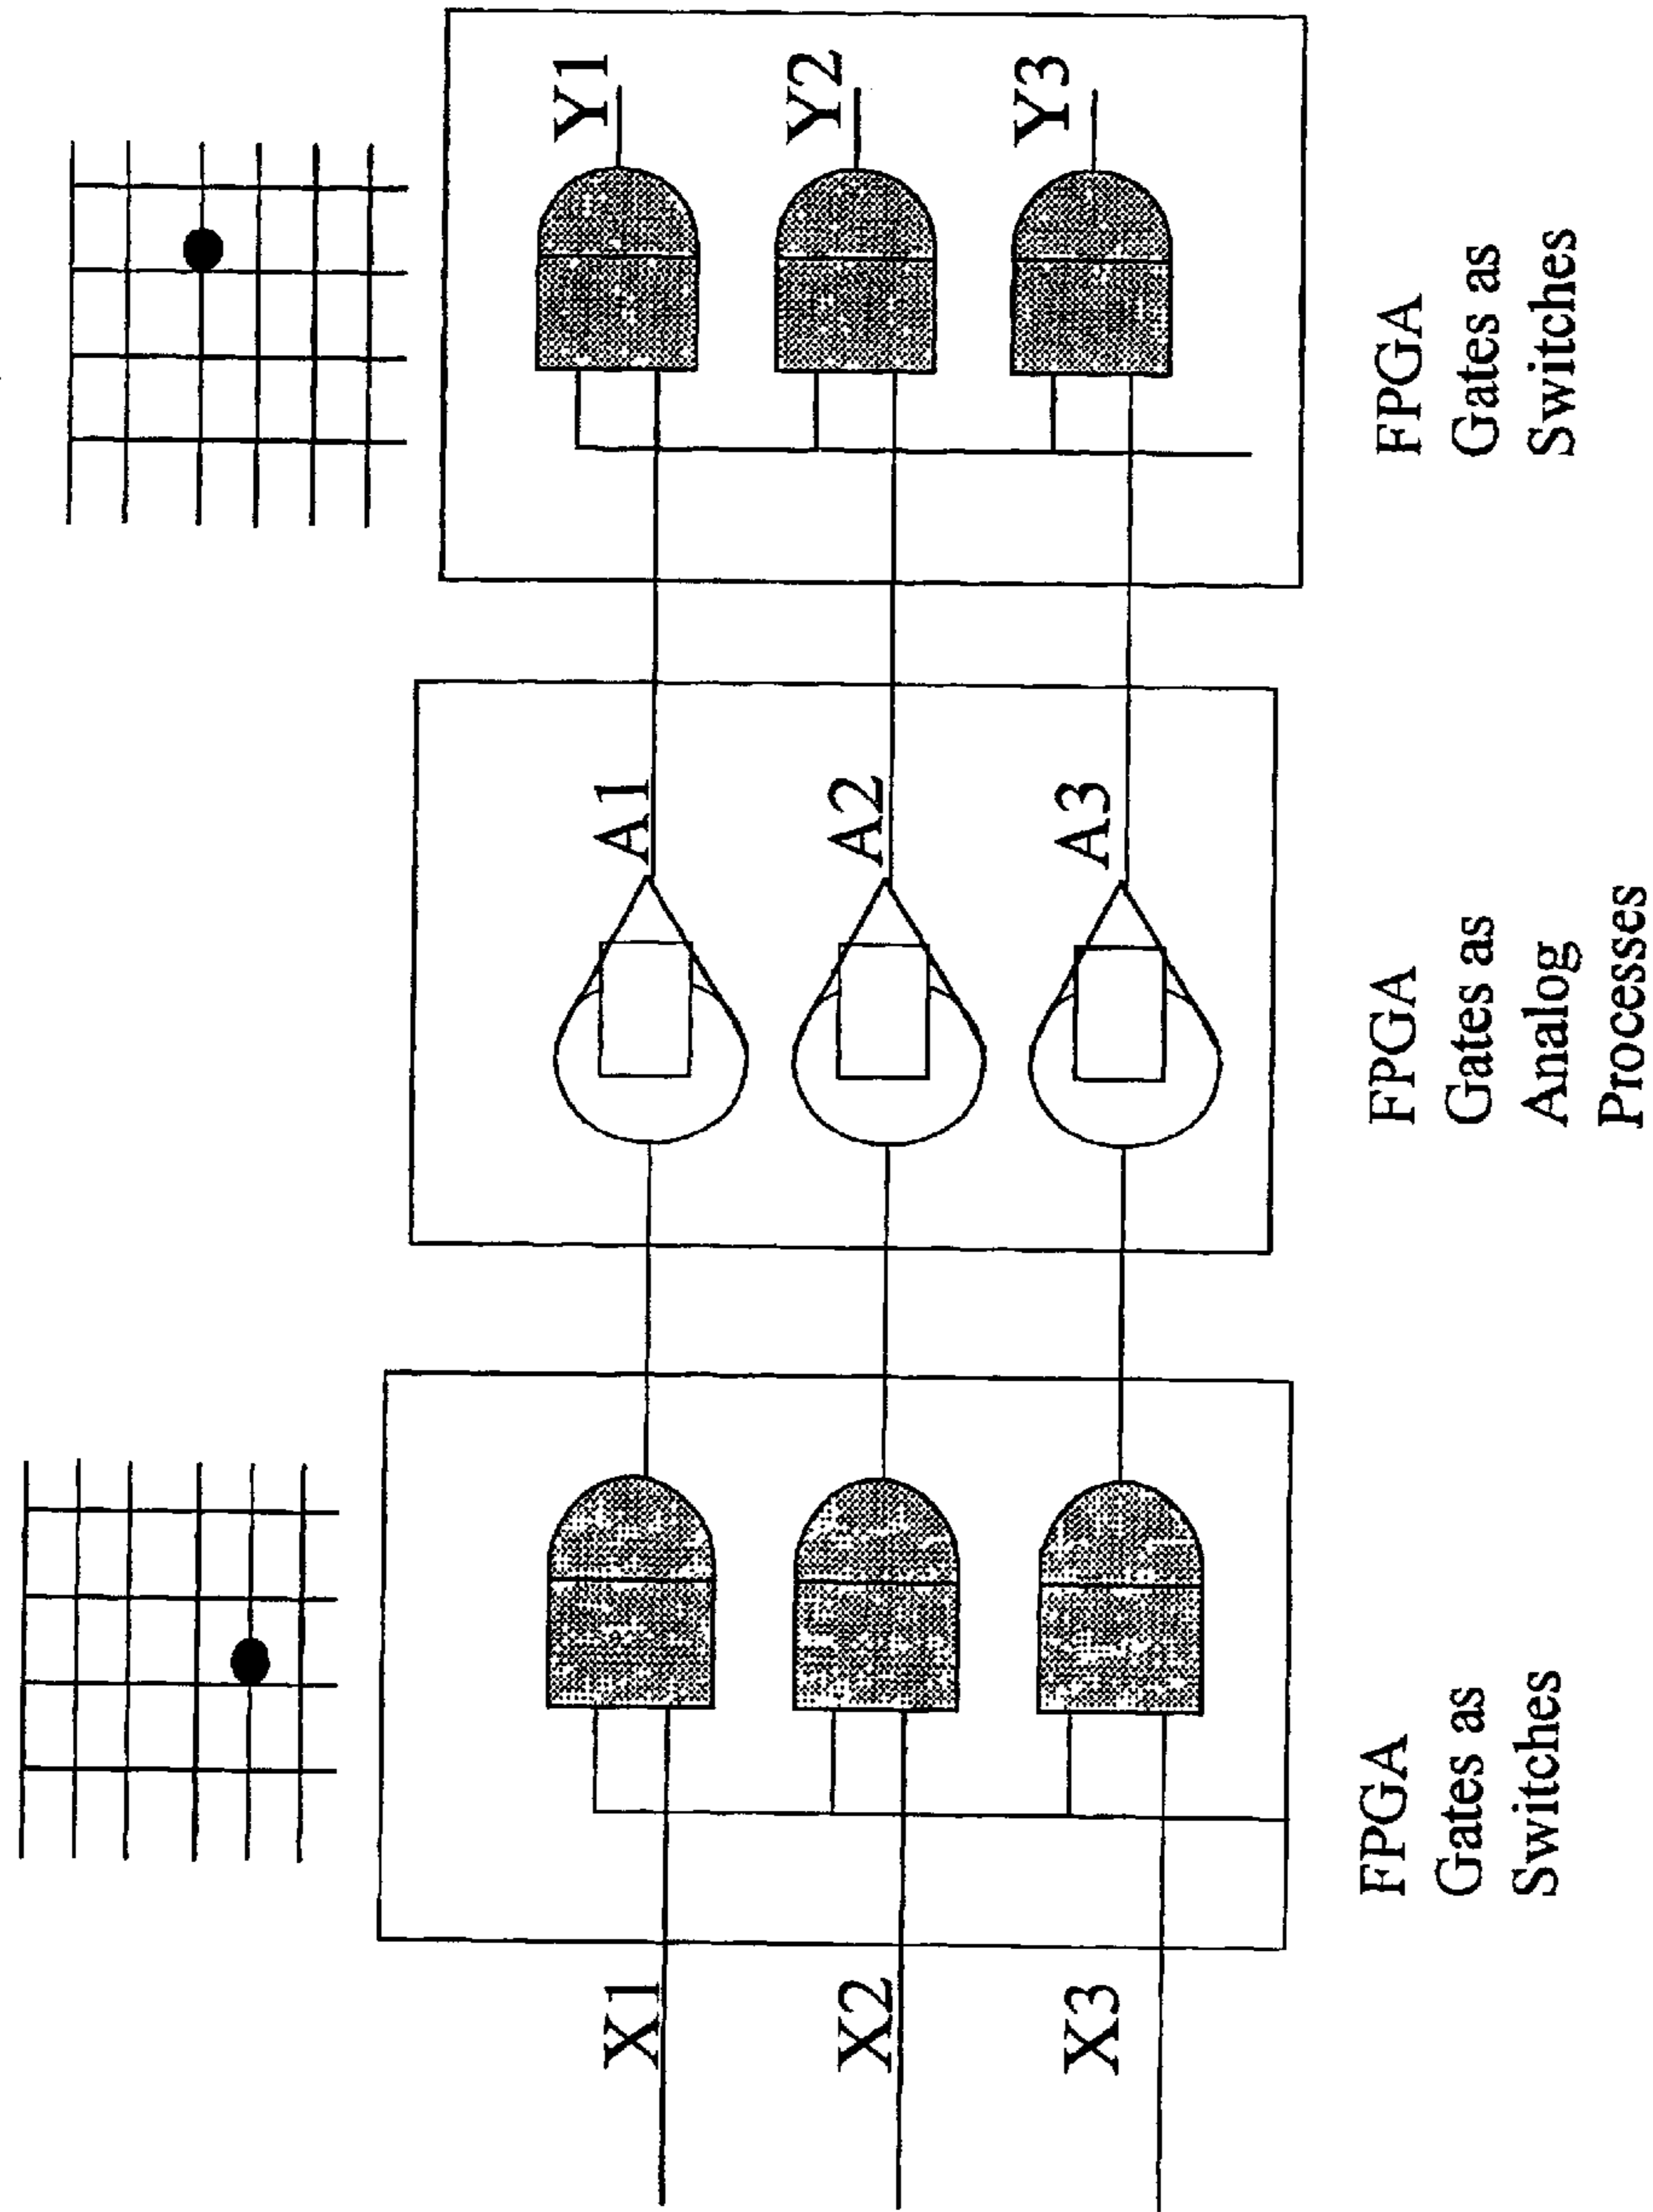 X1
X2
X3
A1
A2
A3
Y1
Y2
Y3
FPGA
Gates as
Switches
FPGA
Gates as
Analog
Processes
FPGA
Gates as
Switches